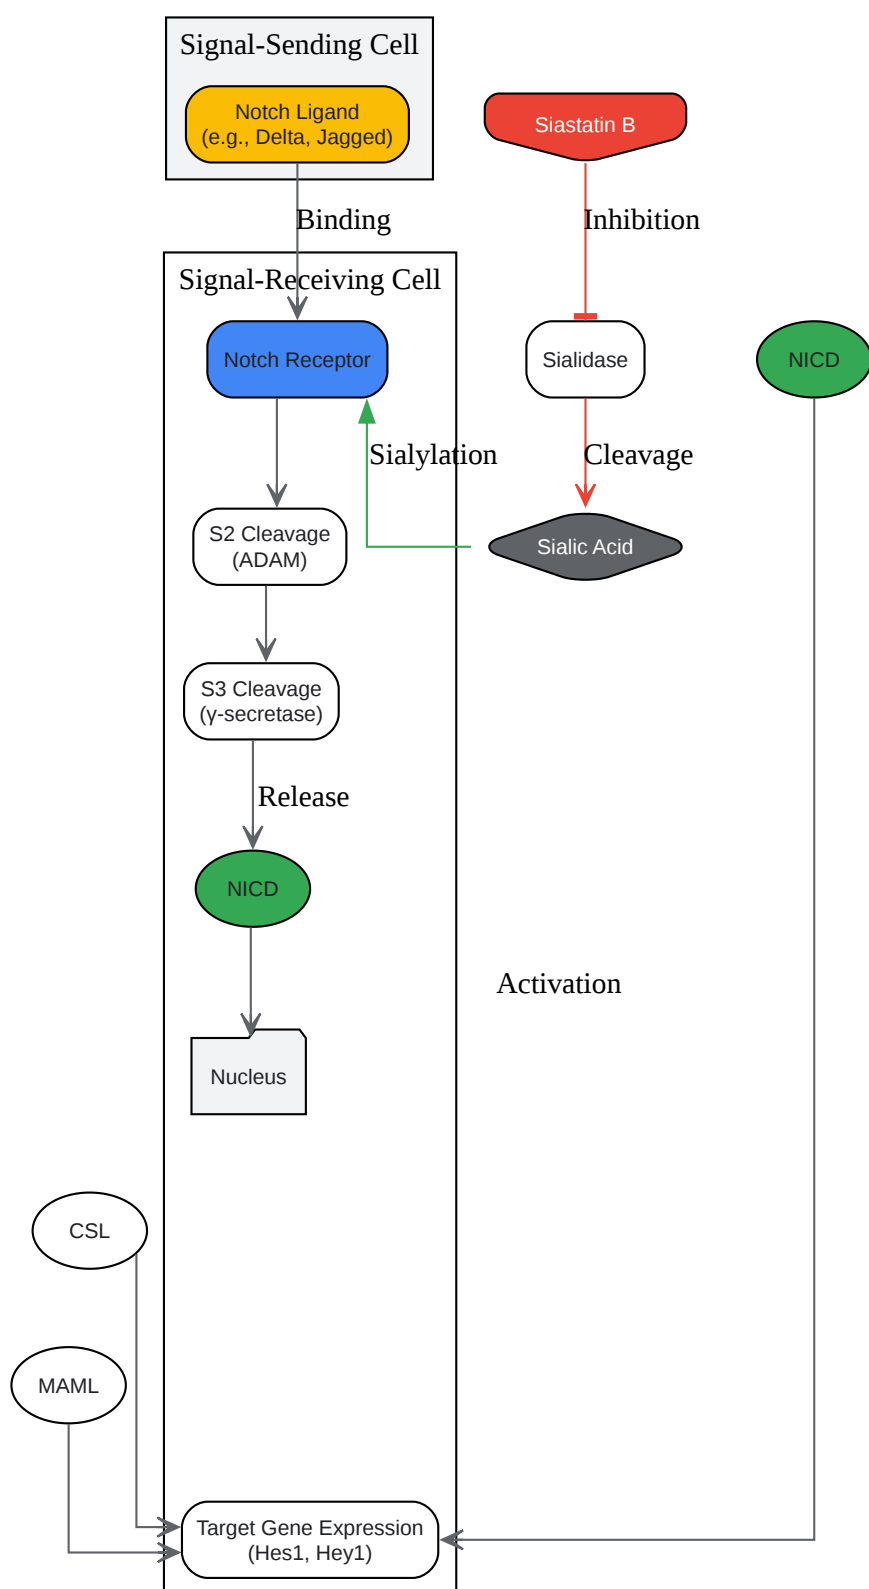 Signal-Sending Cell
Notch Ligand
(e.g., Delta, Jagged)
Siastatin B
Binding
Inhibition
Signal-Receiving Cell
Notch Receptor
Sialidase
NICD
Sialylation
Cleavage
S2 Cleavage
(ADAM)
Sialic Acid
S3 Cleavage
(γ-secretase)
Release
NICD
Activation
Nucleus
CSL
MAML
Target Gene Expression
(Hes1, Hey1)